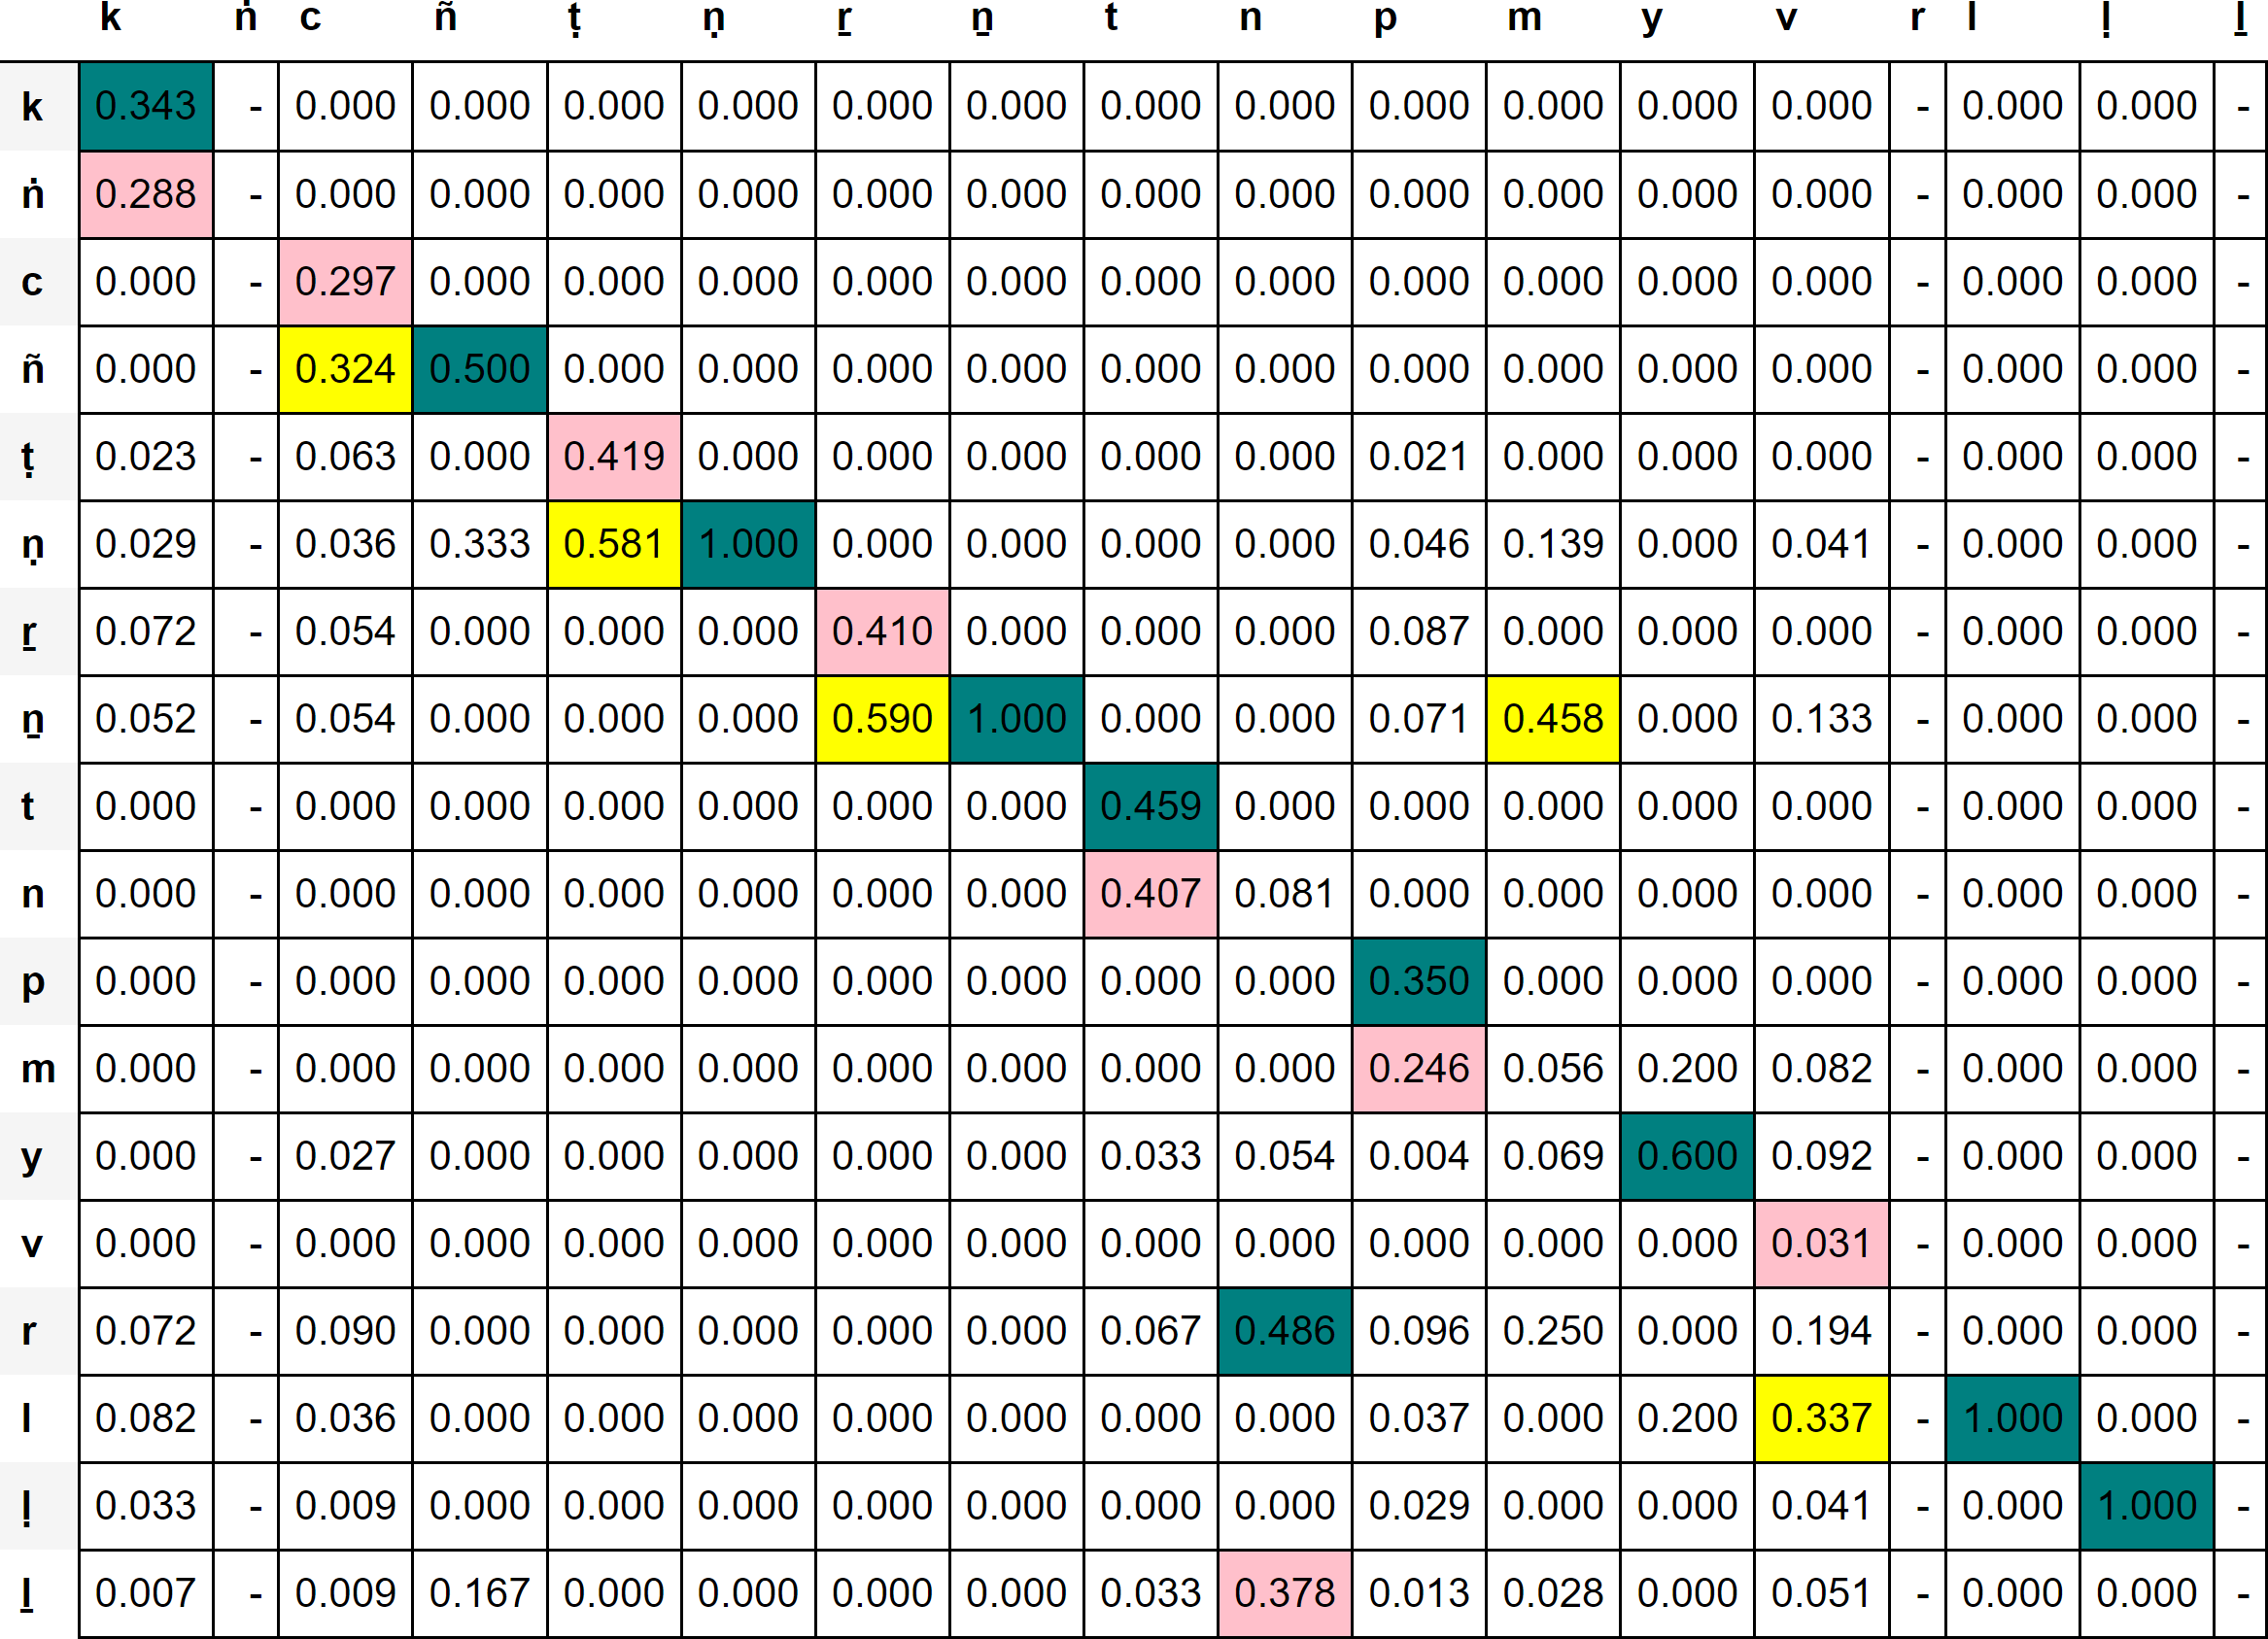 k ṅ c ñ ṭ ṇ ṟ ṉ t n p m y v r l ḷ ḻ
k 0.343 - 0.000 0.000 0.000 0.000 0.000 0.000 0.000 0.000 0.000 0.000 0.000 0.000 - 0.000 0.000 -
ṅ 0.288 - 0.000 0.000 0.000 0.000 0.000 0.000 0.000 0.000 0.000 0.000 0.000 0.000 - 0.000 0.000 -
c 0.000 - 0.297 0.000 0.000 0.000 0.000 0.000 0.000 0.000 0.000 0.000 0.000 0.000 - 0.000 0.000 -
ñ 0.000 - 0.324 0.500 0.000 0.000 0.000 0.000 0.000 0.000 0.000 0.000 0.000 0.000 - 0.000 0.000 -
ṭ 0.023 - 0.063 0.000 0.419 0.000 0.000 0.000 0.000 0.000 0.021 0.000 0.000 0.000 - 0.000 0.000 -
ṇ 0.029 - 0.036 0.333 0.581 1.000 0.000 0.000 0.000 0.000 0.046 0.139 0.000 0.041 - 0.000 0.000 -
ṟ 0.072 - 0.054 0.000 0.000 0.000 0.410 0.000 0.000 0.000 0.087 0.000 0.000 0.000 - 0.000 0.000 -
ṉ 0.052 - 0.054 0.000 0.000 0.000 0.590 1.000 0.000 0.000 0.071 0.458 0.000 0.133 - 0.000 0.000 -
t 0.000 - 0.000 0.000 0.000 0.000 0.000 0.000 0.459 0.000 0.000 0.000 0.000 0.000 - 0.000 0.000 -
n 0.000 - 0.000 0.000 0.000 0.000 0.000 0.000 0.407 0.081 0.000 0.000 0.000 0.000 - 0.000 0.000 -
p 0.000 - 0.000 0.000 0.000 0.000 0.000 0.000 0.000 0.000 0.350 0.000 0.000 0.000 - 0.000 0.000 -
m 0.000 - 0.000 0.000 0.000 0.000 0.000 0.000 0.000 0.000 0.246 0.056 0.200 0.082 - 0.000 0.000 -
y 0.000 - 0.027 0.000 0.000 0.000 0.000 0.000 0.033 0.054 0.004 0.069 0.600 0.092 - 0.000 0.000 -
v 0.000 - 0.000 0.000 0.000 0.000 0.000 0.000 0.000 0.000 0.000 0.000 0.000 0.031 - 0.000 0.000 -
r 0.072 - 0.090 0.000 0.000 0.000 0.000 0.000 0.067 0.486 0.096 0.250 0.000 0.194 - 0.000 0.000 -
l 0.082 - 0.036 0.000 0.000 0.000 0.000 0.000 0.000 0.000 0.037 0.000 0.200 0.337 - 1.000 0.000 -
ḷ 0.033 - 0.009 0.000 0.000 0.000 0.000 0.000 0.000 0.000 0.029 0.000 0.000 0.041 - 0.000 1.000 -
ḻ 0.007 - 0.009 0.167 0.000 0.000 0.000 0.000 0.033 0.378 0.013 0.028 0.000 0.051 - 0.000 0.000 -